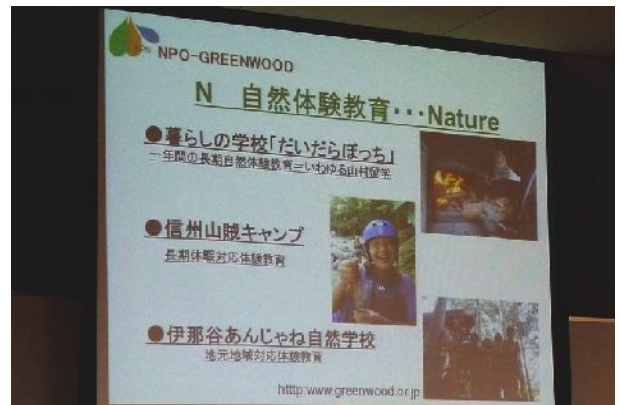 NPO-GREENWOOD
N 自然体験教育・・・Nature
●暮らしの学校「だいだらぼっち」
一年間の長期自然体験教育=いわゆる山村留学
●信州山賊キャンプ
長期休暇対応体験教育
●伊那谷あんじゃね自然学校
地元地域対応体験教育
htttp:www.greenwood.or.jp